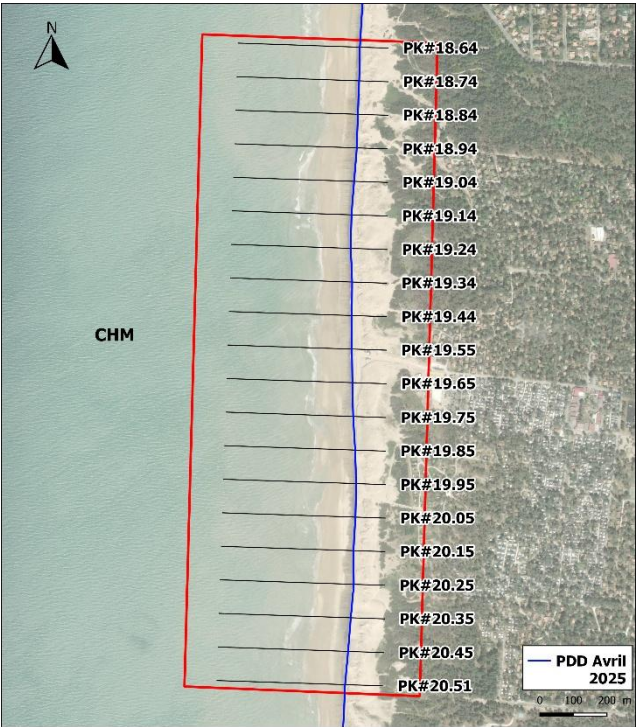 N
PK#18.64
PK#18.74
PK#18.84
PK#18.94
PK#19.04
PK#19.14
PK#19.24
PK#19.34
CHM
PK#19.44
PK#19.55
PK#19.65
PK#19.75
PK#19.85
PK#19.95
PK#20.05
PK#20.15
PK#20.25
PK#20.35
PK#20.45
PK#20.51
PDD Avril
2025
0 100 200 m